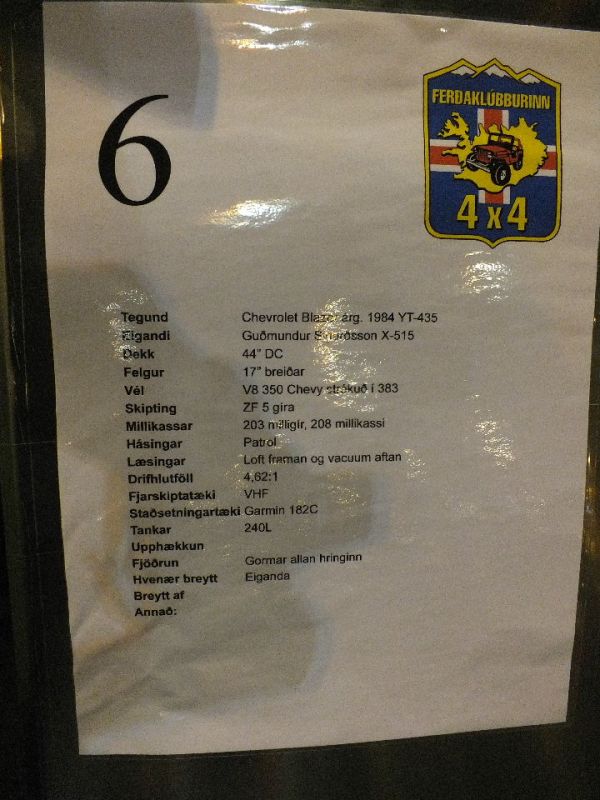 6
FERÐAKLÚBBURINN
4x4
Tegund Chevrolet Blazer árg. 1984 YT-435
Eigandi Guðmundur X-515
Dekk 44" DC
Felgur 17" breiðar
Vél V8 350 Chevy strókuð í 383
Skipting ZF 5 gira
Millikassar 203 milligír, 208 millikassi
Hásingar Patrol
Læsingar Loft framan og vacuum aftan
Drifhlutföll 4,62:1
Fjarskiptatæki VHF
Staðsetningartæki Garmin 182C
Tankar 240L
Upphækkun
Fjöðrun Gormar allan hringinn
Hvenær breytt Eiganda
Breytt af
Annað: